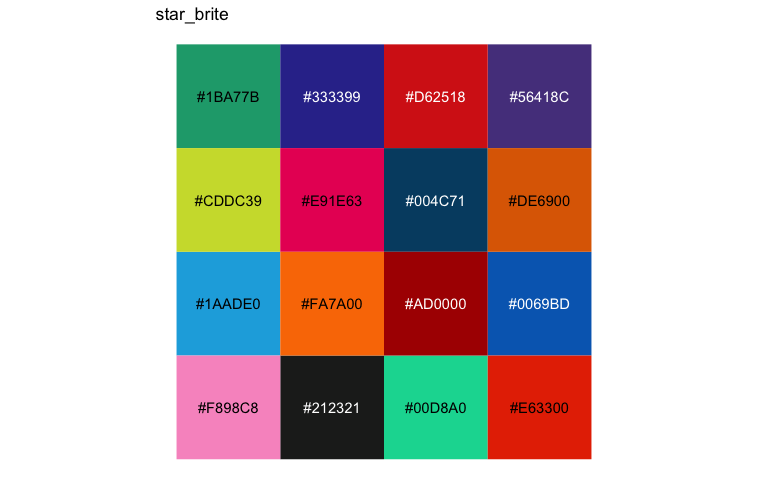 star_brite
#1BA77B #333399 #D62518 #56418C
#CDDC39 #E91E63 #004C71 #DE6900
#1AADE0 #FA7A00 #AD0000 #0069BD
#F898C8 #212321 #00D8A0 #E63300